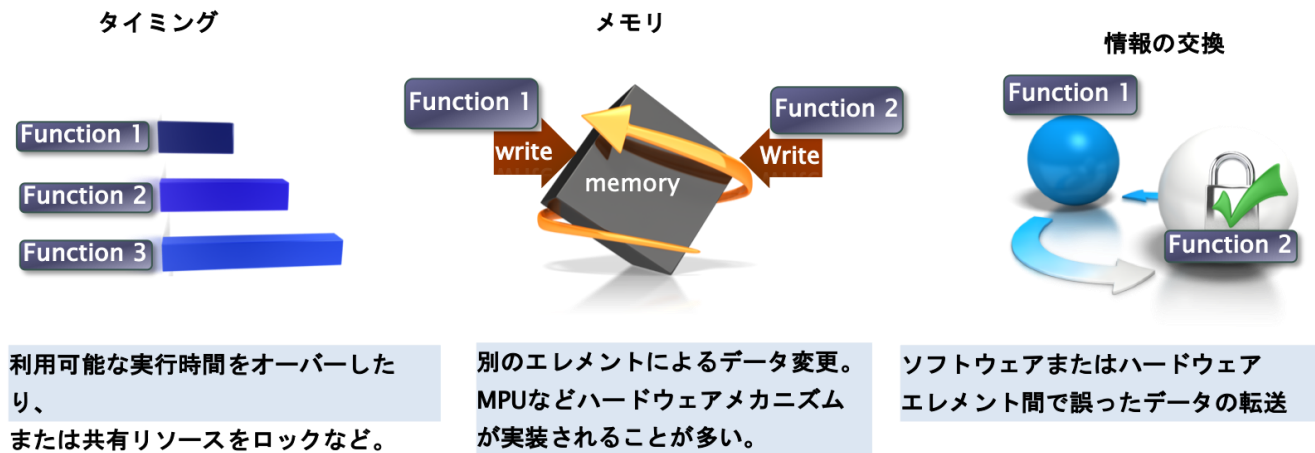 タイミング
Function 1
Function 2
Function 3
利用可能な実行時間をオーバーした
り、
または共有リソースをロックなど。
メモリ
Function 1
write
memory
Function 2
Write
別のエレメントによるデータ変更。
MPUなどハードウェアメカニズム
が実装されることが多い。
情報の交換
Function 1
Function 2
ソフトウェアまたはハードウェア
エレメント間で誤ったデータの転送